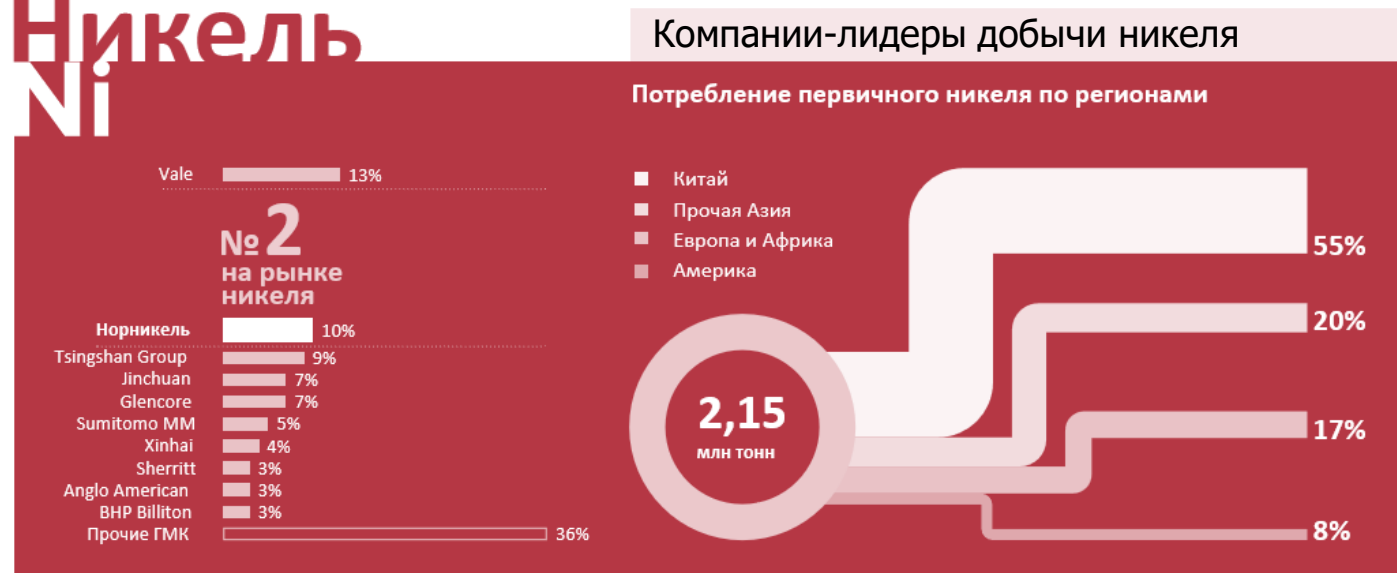 Никель
Ni
Компании-лидеры добычи никеля
Vale 13%
№2
на рынке
никеля
Норникель 10%
Tsingshan Group 9%
Jinchuan 7%
Glencore 7%
Sumitomo MM 5%
Xinhai 4%
Sherritt 3%
Anglo American 3%
BHP Billiton 3%
Прочие ГМК 36%
Потребление первичного никеля по регионами
Китай
Прочая Азия
Европа и Африка
Америка
2,15
млн тонн
55%
20%
17%
8%